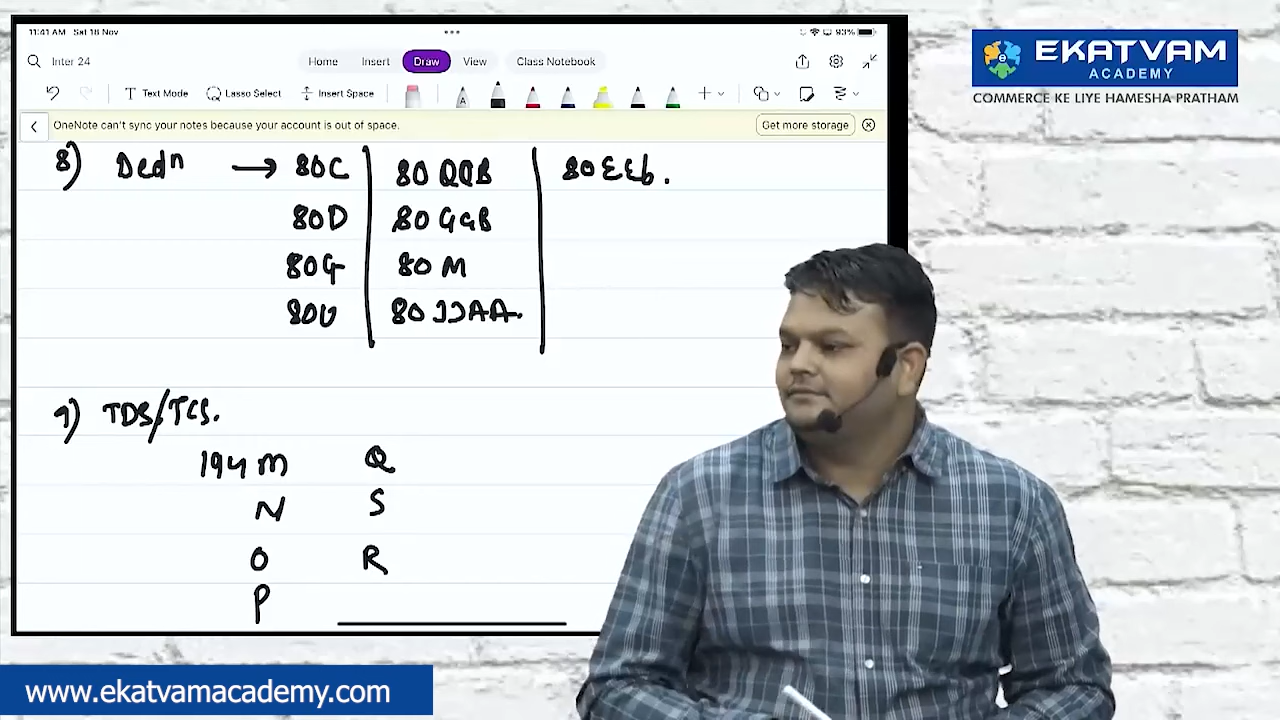 11:41 AM Sat 18 Nov
93%
Inter 24
Home Insert Draw View Class Notebook
Text Mode Lasso Select Insert Space
OneNote can't sync your notes because your account is out of space.
Get more storage
8) Dedn → 80C 80 QQB 80 EEb.
80D 80 GGB
80G 80 M
80U 80 JJAA.
9) TDS/TCS.
194 M Q
N S
O R
P
EKATVAM
ACADEMY
COMMERCE KE LIYE HAMESHA PRATHAM
www.ekatvamacademy.com